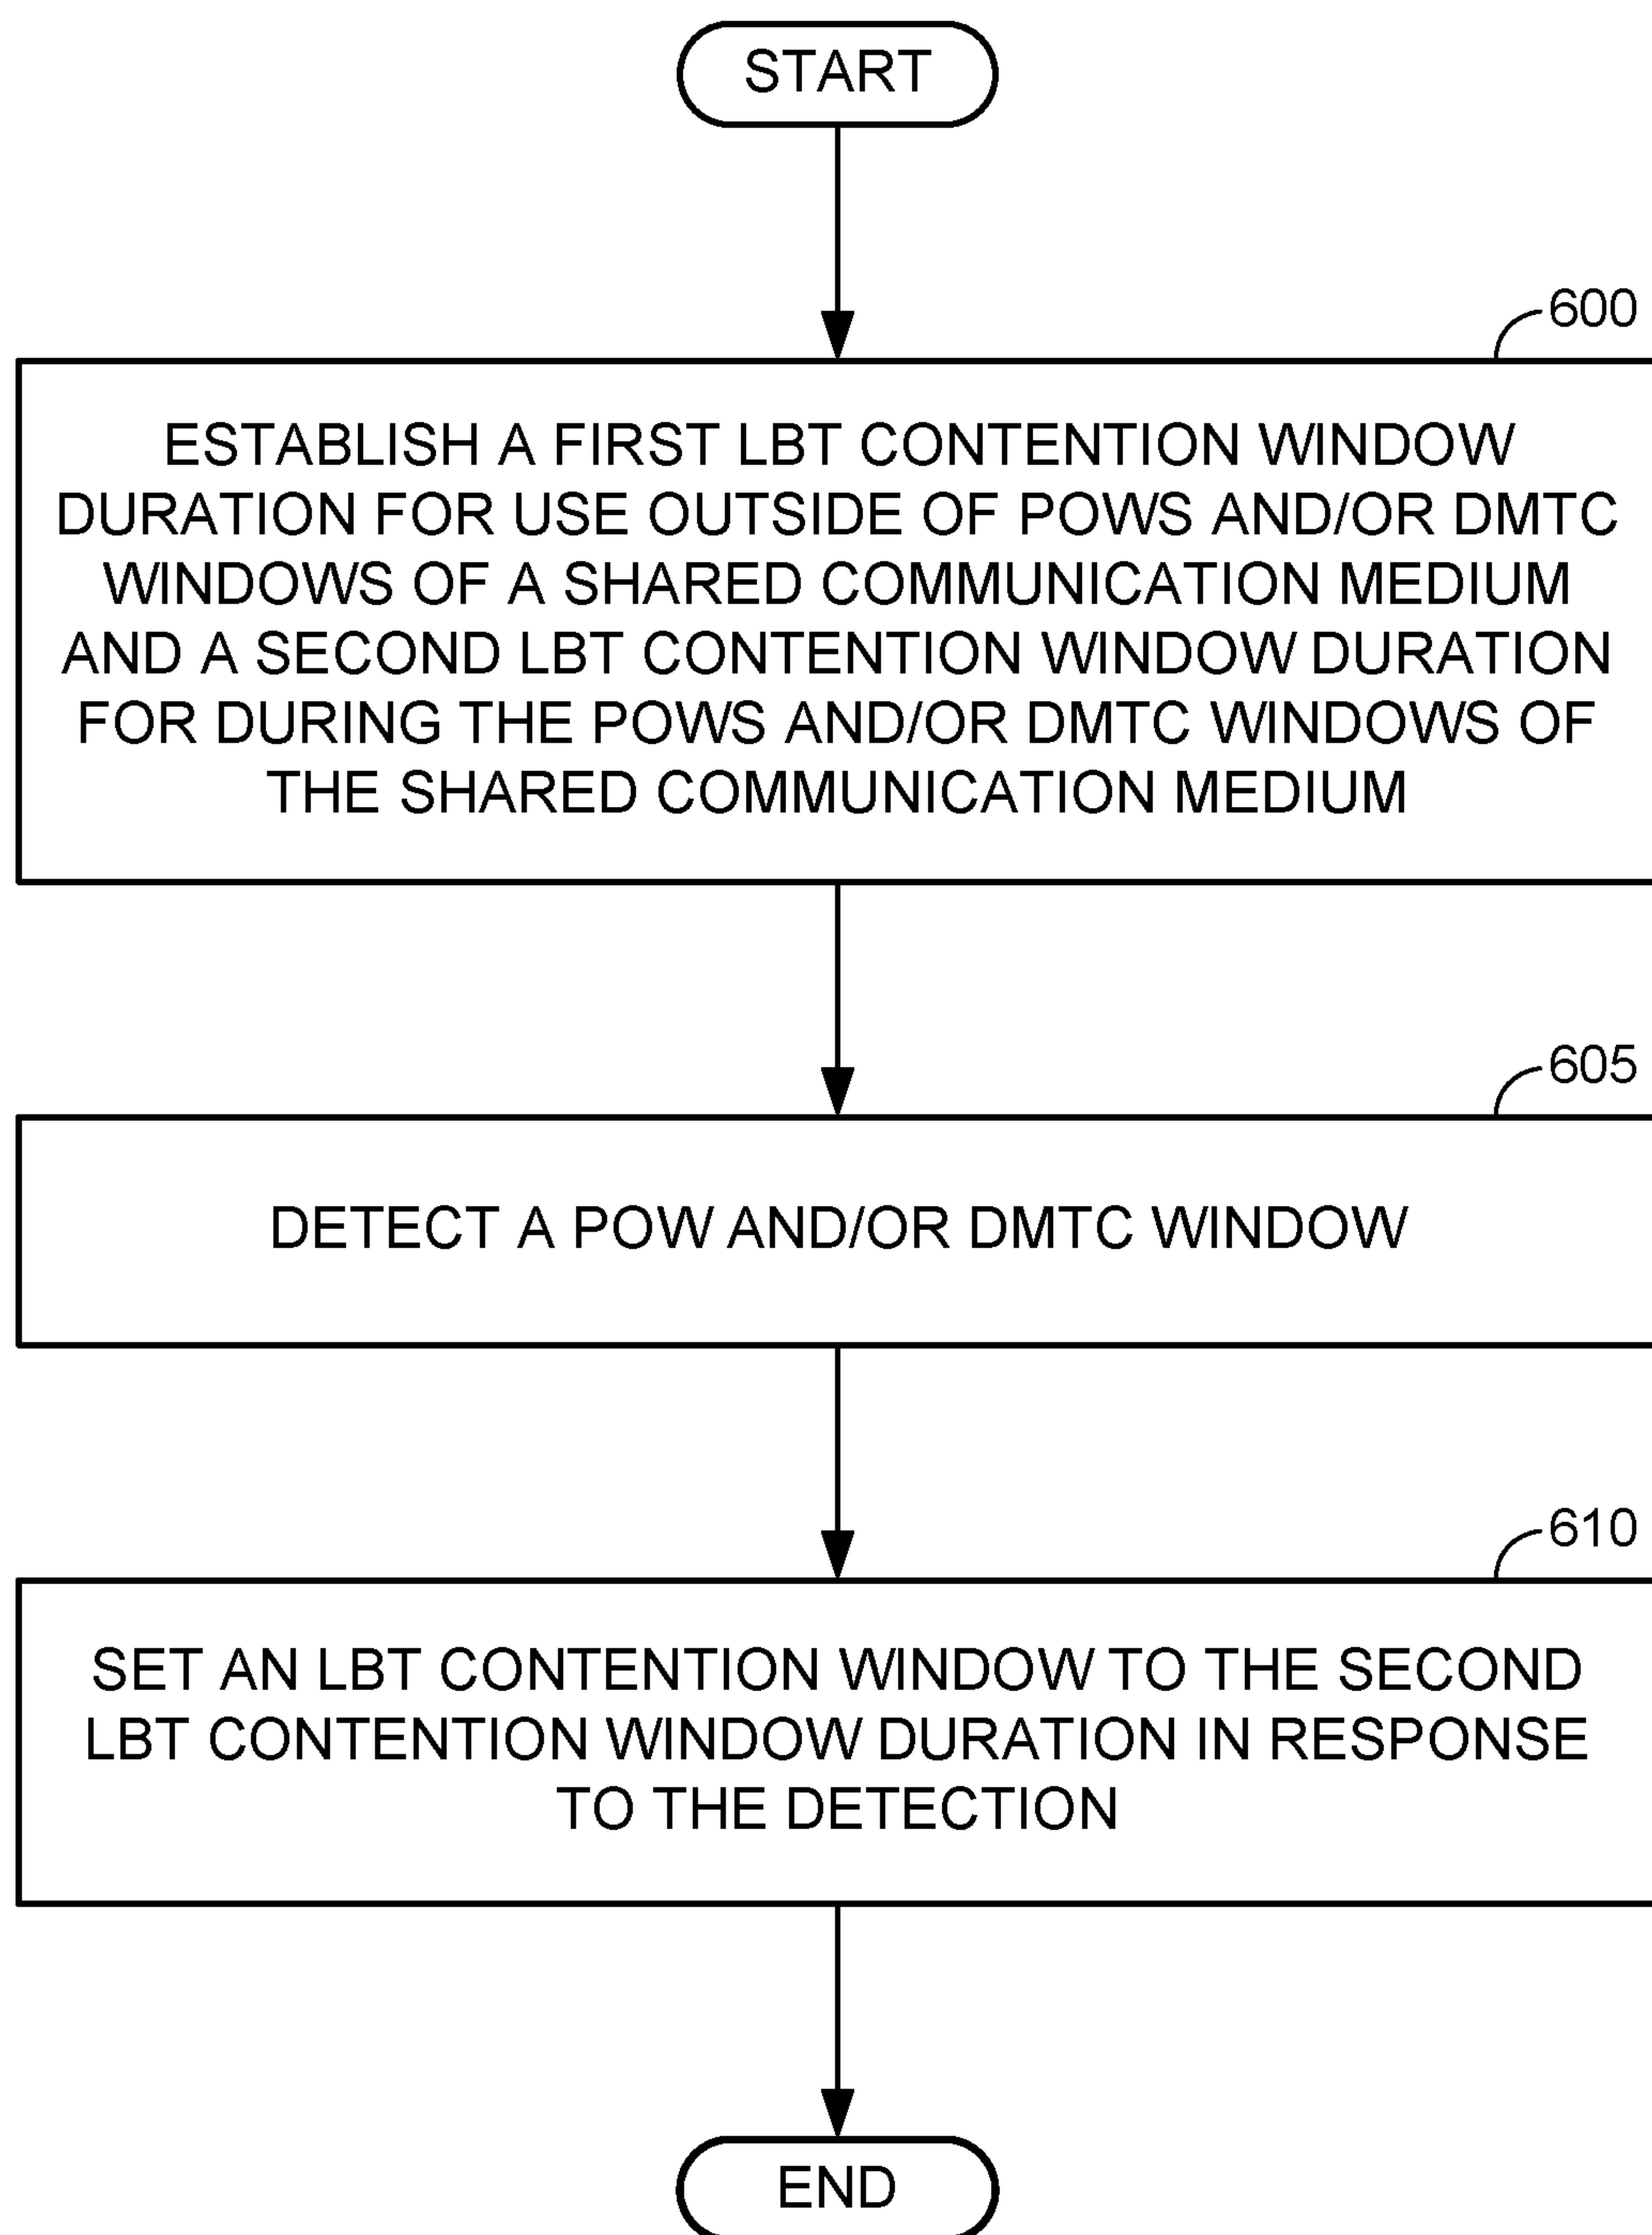 START
600
ESTABLISH A FIRST LBT CONTENTION WINDOW
DURATION FOR USE OUTSIDE OF POWS AND/OR DMTC
WINDOWS OF A SHARED COMMUNICATION MEDIUM
AND A SECOND LBT CONTENTION WINDOW DURATION
FOR DURING THE POWS AND/OR DMTC WINDOWS OF
THE SHARED COMMUNICATION MEDIUM
605
DETECT A POW AND/OR DMTC WINDOW
610
SET AN LBT CONTENTION WINDOW TO THE SECOND
LBT CONTENTION WINDOW DURATION IN RESPONSE
TO THE DETECTION
END